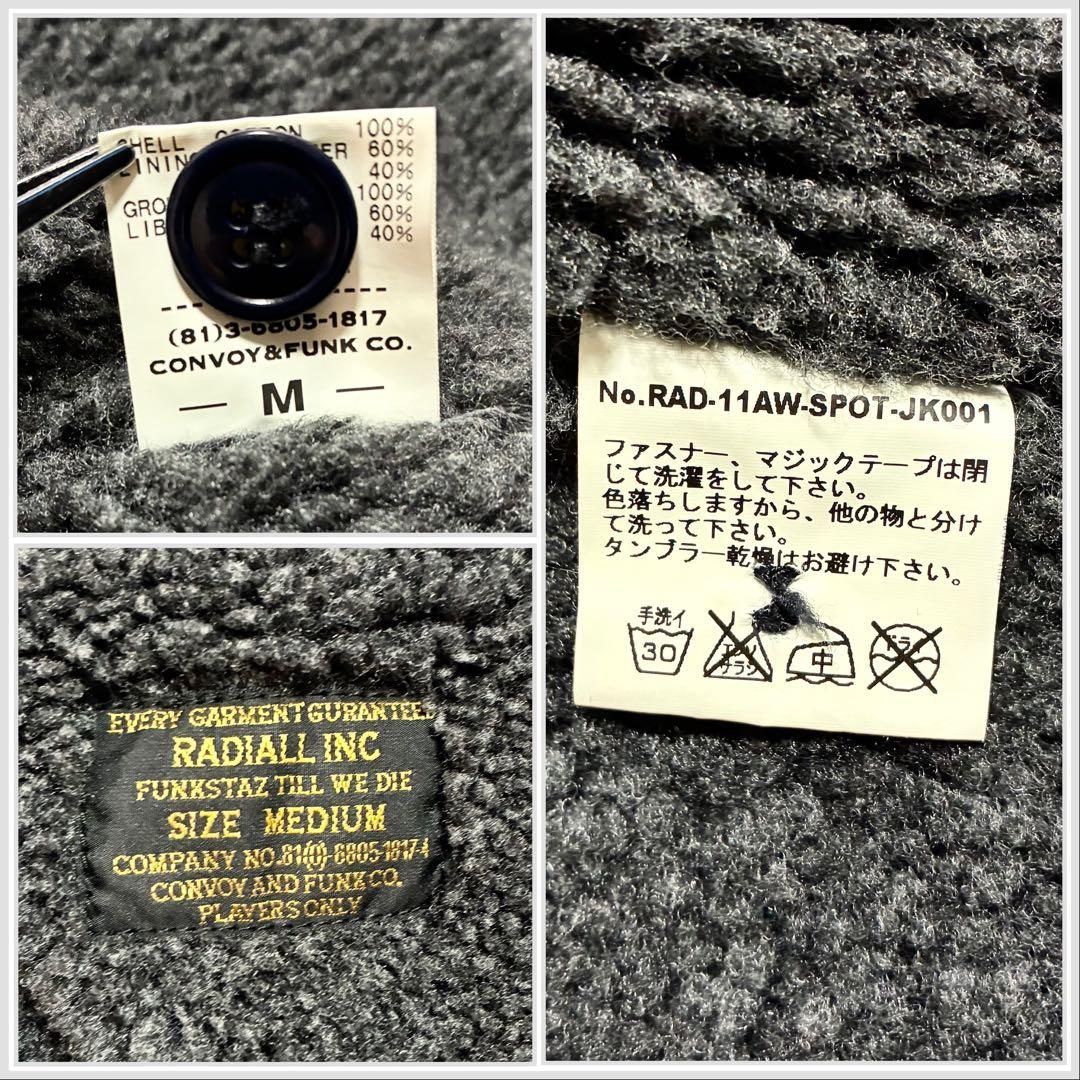 SHELL COTTON 100%
60%
40%
100%
60%
40%
(81)3-6805-1817
CONVOY&FUNK CO.
— M —
EVERY GARMENT GURANTEED
RADIALL INC
FUNKSTAZ TILL WE DIE
SIZE MEDIUM
COMPANY NO.81(0)-6805-1817-4
CONVOY AND FUNK CO.
PLAYERS ONLY
No.RAD-11AW-SPOT-JK001
ファスナー、マジックテープは閉
じて洗濯をして下さい。
色落ちしますから、他の物と分け
て洗って下さい。
タンブラー乾燥はお避け下さい。
手洗イ
30
中
ドライ